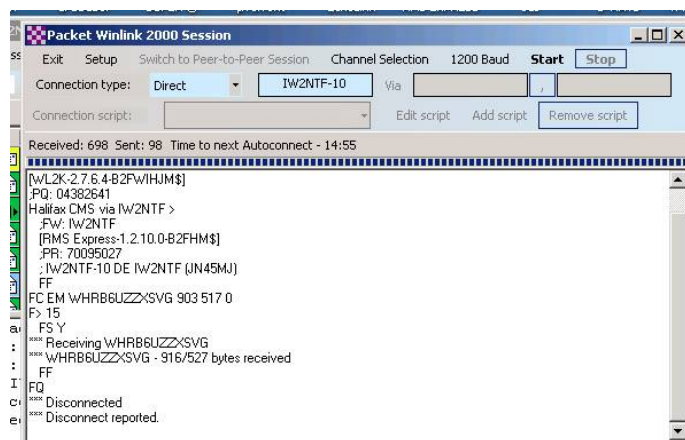 Packet Winlink 2000 Session
Exit Setup Switch to Peer-to-Peer Session Channel Selection 1200 Baud Start Stop
Connection type: Direct IW2NTF-10 Via ,
Connection script: Edit script Add script Remove script
Received: 698 Sent: 98 Time to next Autoconnect - 14:55
[WL2K-2.7.6.4-B2FWIHJM$]
;PQ: 04382641
Halifax CMS via IW2NTF >
;FW: IW2NTF
[RMS Express-1.2.10.0-B2FHM$]
;PR: 70095027
; IW2NTF-10 DE IW2NTF (JN45MJ)
FF
FC EM WHRB6UZZXSVG 903 517 0
F> 15
FS Y
*** Receiving WHRB6UZZXSVG
*** WHRB6UZZXSVG - 916/527 bytes received
FF
FQ
*** Disconnected
*** Disconnect reported.